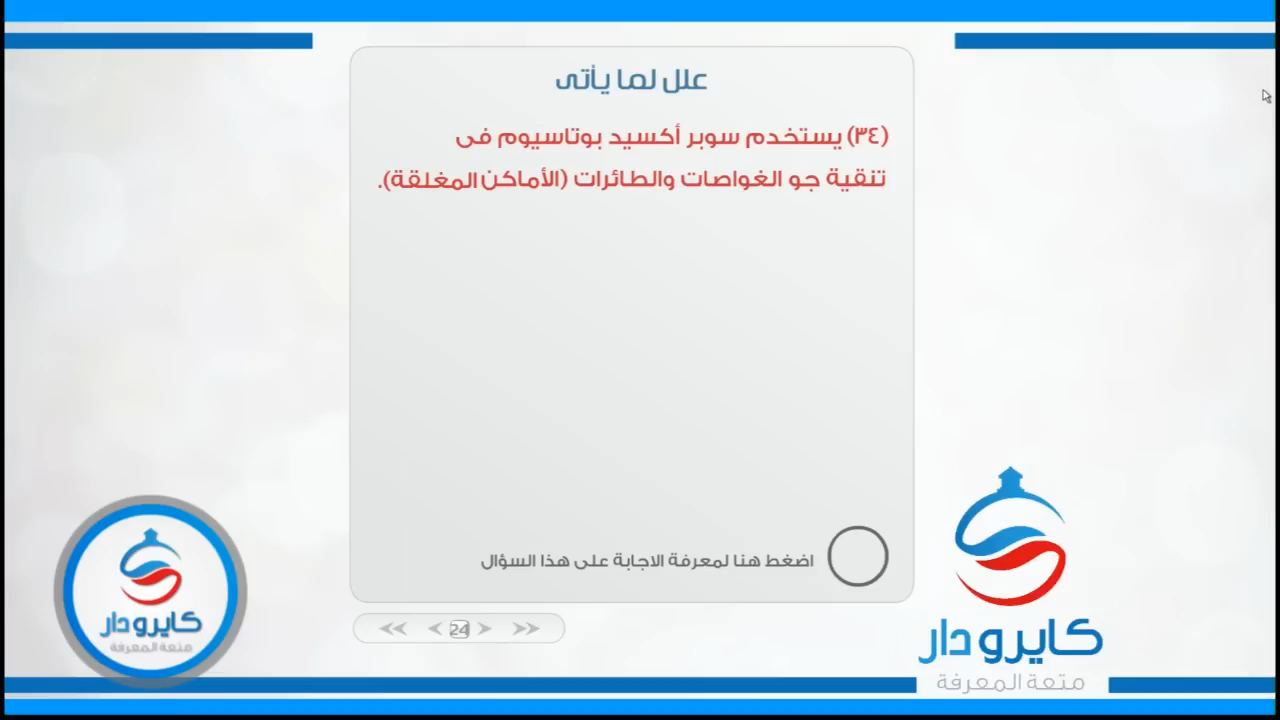 علل لما يأتى
(٣٤) يستخدم سوبر أكسيد بوتاسيوم فى
تنقية جو الغواصات والطائرات (الأماكن المغلقة).
اضغط هنا لمعرفة الاجابة على هذا السؤال
24
كايرو دار
متعة المعرفة
كايرو دار
متعة المعرفة